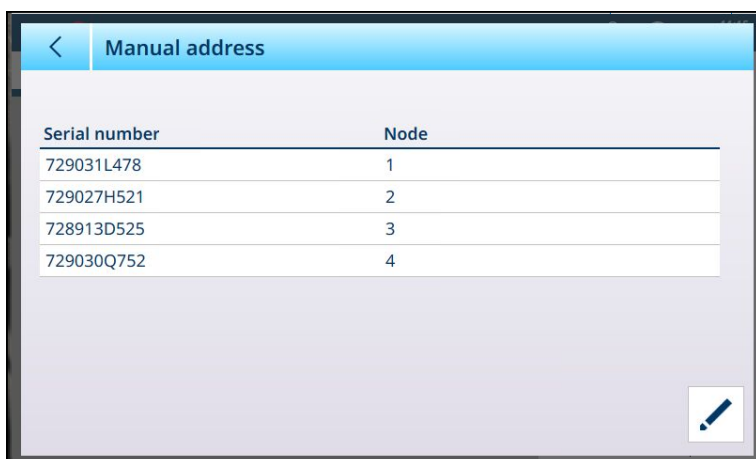 Manual address
Serial number Node
729031L478 1
729027H521 2
728913D525 3
729030Q752 4